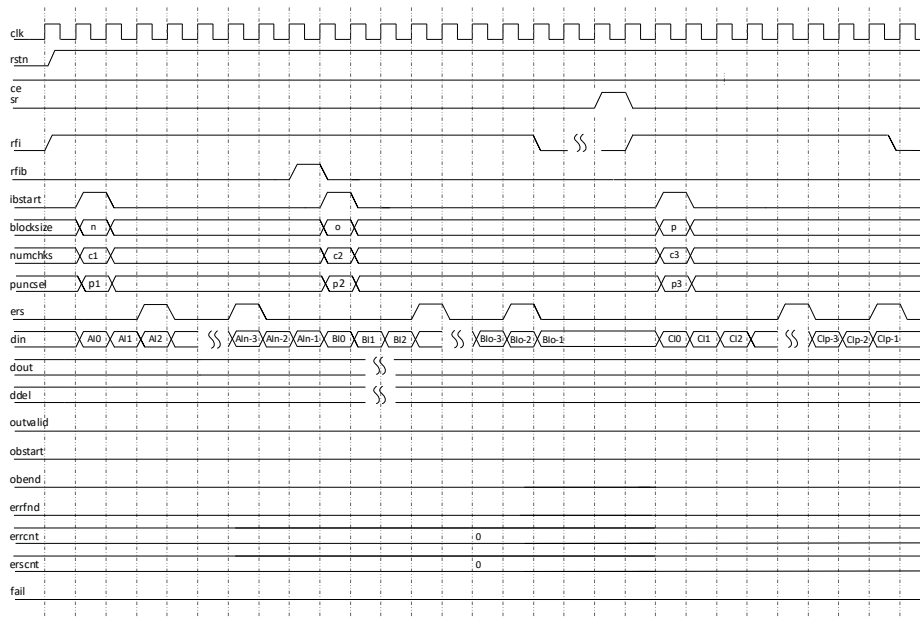 clk
rstn
ce
sr
rfi
rfib
ibstart
blocksize n o p
numchks c1 c2 c3
puncsel p1 p2 p3
ers
din AI0 AI1 AI2 AIn-3 AIn-2 AIn-1 BI0 BI1 BI2 BIo-3 BIo-2 BIo-1 CI0 CI1 CI2 CIp-3 CIp-2 CIp-1
dout
ddel
outvalid
obstart
obend
errfnd
errcnt 0
erscnt 0
fail